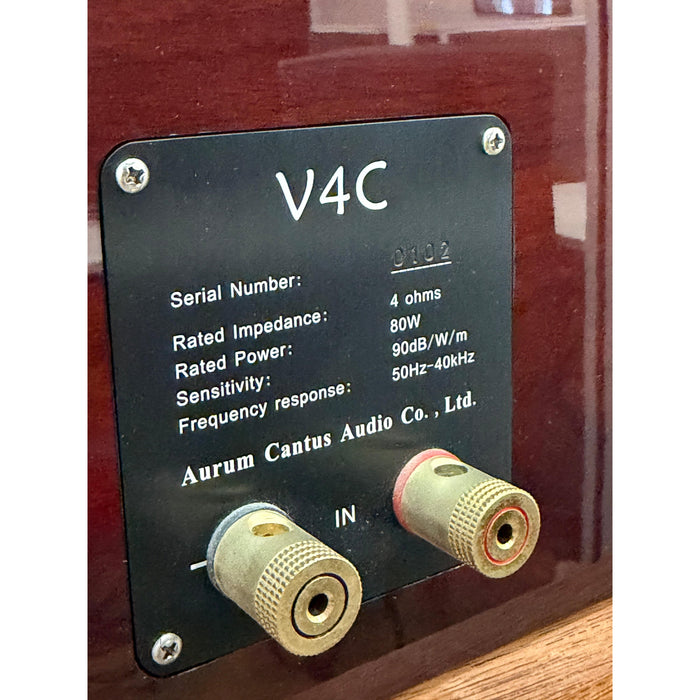 V4C
Serial Number: 0102
Rated Impedance: 4 ohms
Rated Power: 80W
Sensitivity: 90dB/W/m
Frequency response: 50Hz-40kHz
Aurum Cantus Audio Co., Ltd.
IN